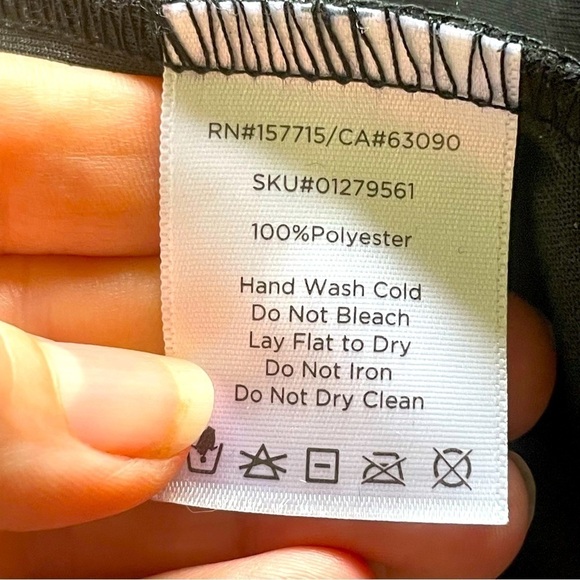 RN#157715/CA#63090
SKU#01279561
100%Polyester
Hand Wash Cold
Do Not Bleach
Lay Flat to Dry
Do Not Iron
Do Not Dry Clean